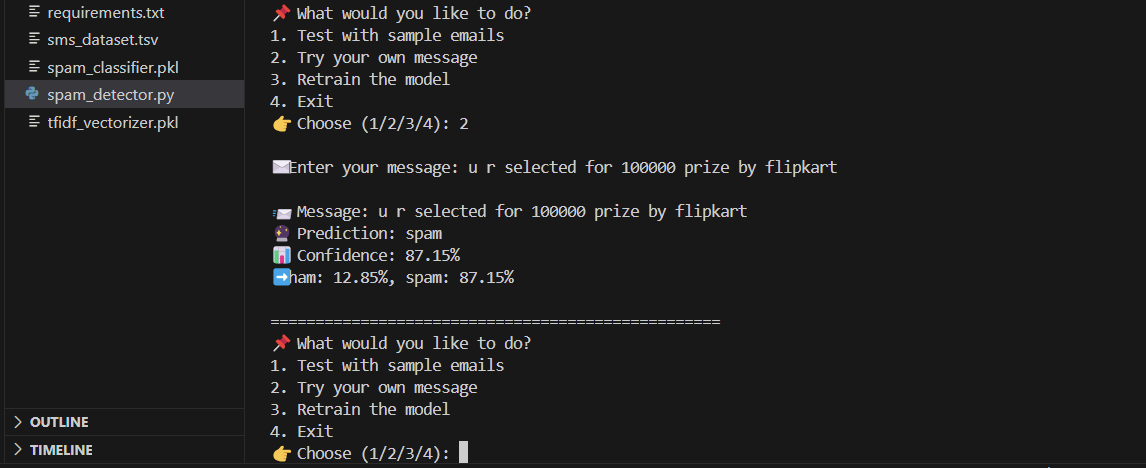 requirements.txt
sms_dataset.tsv
spam_classifier.pkl
spam_detector.py
tfidf_vectorizer.pkl
OUTLINE
TIMELINE
📌 What would you like to do?
1. Test with sample emails
2. Try your own message
3. Retrain the model
4. Exit
👉 Choose (1/2/3/4): 2
✉️Enter your message: u r selected for 100000 prize by flipkart
📨 Message: u r selected for 100000 prize by flipkart
🔮 Prediction: spam
📊 Confidence: 87.15%
➡️ham: 12.85%, spam: 87.15%
==================================================
📌 What would you like to do?
1. Test with sample emails
2. Try your own message
3. Retrain the model
4. Exit
👉 Choose (1/2/3/4):